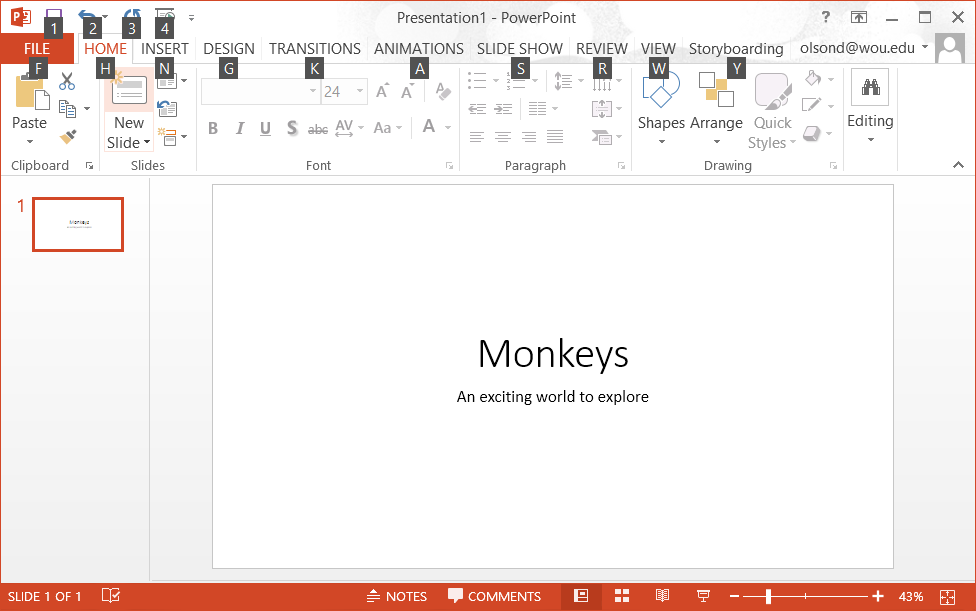 Presentation1 - PowerPoint
?
1 2 3 4
FILE HOME INSERT DESIGN TRANSITIONS ANIMATIONS SLIDE SHOW REVIEW VIEW Storyboarding olsond@wou.edu
F H N G K A S R W Y
24 A A
Paste New Slide
B I U S abc AV Aa A
Shapes Arrange Quick Styles Editing
Clipboard Slides Font Paragraph Drawing
1
Monkeys
Monkeys
An exciting world to explore
SLIDE 1 OF 1 NOTES COMMENTS 43%